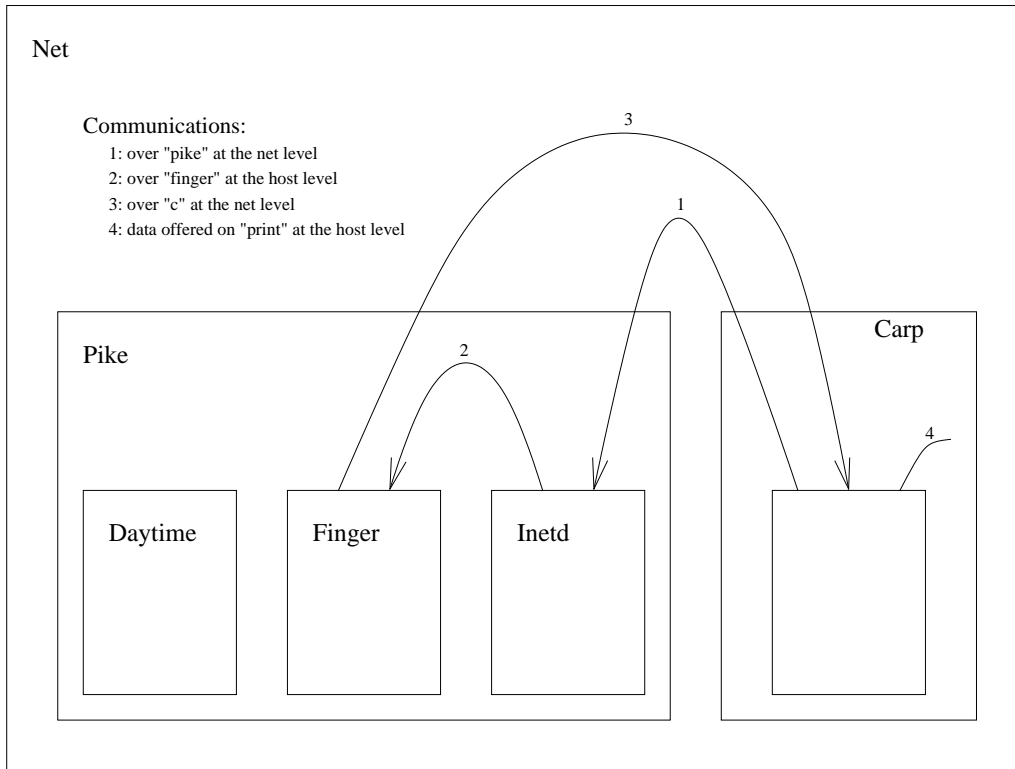 Net
Communications:
1: over "pike" at the net level
2: over "finger" at the host level
3: over "c" at the net level
4: data offered on "print" at the host level
3
1
Carp
Pike
2
4
Daytime
Finger
Inetd